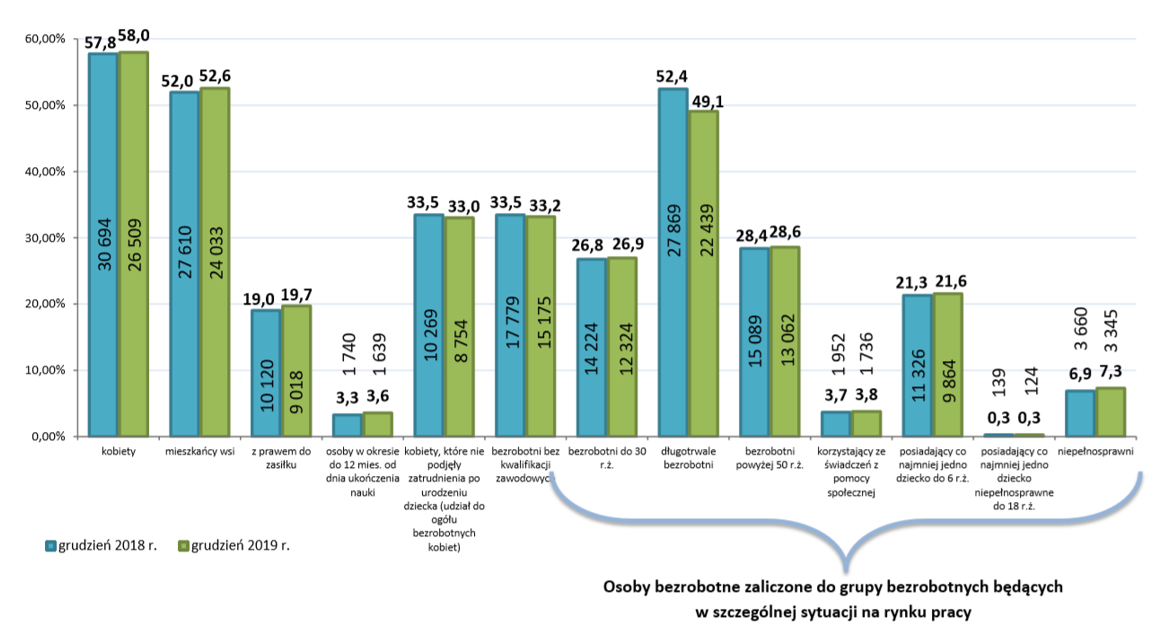 60,00%
50,00%
40,00%
30,00%
20,00%
10,00%
0,00%
57,8
58,0
30 694
26 509
52,0
52,6
27 610
24 033
19,0
19,7
10 120
9 018
1 740
1 639
3,3
3,6
33,5
33,0
10 269
8 754
33,5
33,2
17 779
15 175
26,8
26,9
14 224
12 324
52,4
49,1
27 869
22 439
28,4
28,6
15 089
13 062
1 952
1 736
3,7
3,8
21,3
21,6
11 326
9 864
139
124
0,3
0,3
3 660
3 345
6,9
7,3
kobiety
mieszkańcy wsi
z prawem do
zasiłku
osoby w okresie
do 12 mies. od
dnia ukończenia
nauki
kobiety, które nie
podjęły
zatrudnienia po
urodzeniu
dziecka (udział do
ogółu
bezrobotnych
kobiet)
bezrobotni bez
kwalifikacji
zawodowych
bezrobotni do 30
r.ż.
długotrwale
bezrobotni
bezrobotni
powyżej 50 r.ż.
korzystający ze
świadczeń z
pomocy
społecznej
posiadający co
najmniej jedno
dziecko do 6 r.ż.
posiadający co
najmniej jedno
dziecko
niepełnosprawne
do 18 r.ż.
niepełnosprawni
grudzień 2018 r.
grudzień 2019 r.
Osoby bezrobotne zaliczone do grupy bezrobotnych będących
w szczególnej sytuacji na rynku pracy